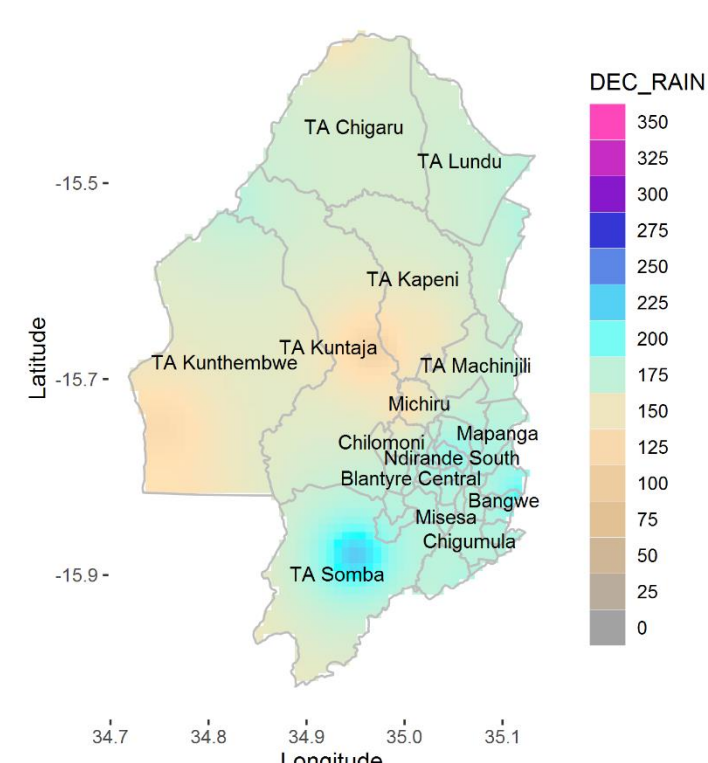 DEC_RAIN
350
325
300
275
250
225
200
175
150
125
100
75
50
25
0
TA Chigaru
TA Lundu
TA Kapeni
TA Kuntaja
TA Kunthembwe
TA Machinjili
Michiru
Mapanga
Chilomoni
Ndirande South
Blantyre Central
Bangwe
Misesa
Chigumula
TA Somba
Latitude
-15.5
-15.7
-15.9
34.7 34.8 34.9 35.0 35.1
Longitude